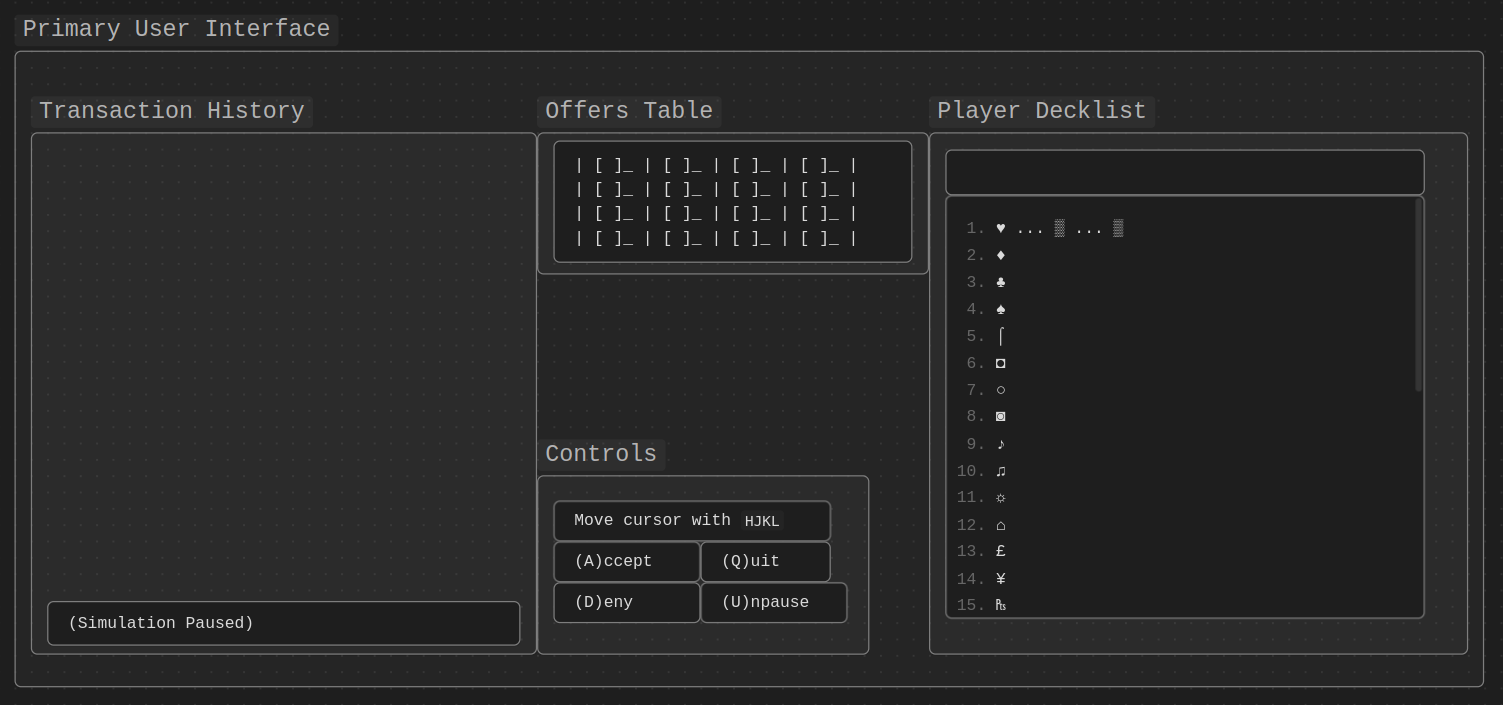 Primary User Interface
Transaction History
(Simulation Paused)
Offers Table
| [ ]_ | [ ]_ | [ ]_ | [ ]_ |
| [ ]_ | [ ]_ | [ ]_ | [ ]_ |
| [ ]_ | [ ]_ | [ ]_ | [ ]_ |
| [ ]_ | [ ]_ | [ ]_ | [ ]_ |
Controls
Move cursor with HJKL
(A)ccept
(Q)uit
(D)eny
(U)npause
Player Decklist
1. ♥ ... ▒ ... ▒
2. ♦
3. ♣
4. ♠
5. ⌠
6. ◘
7. ○
8. ◙
9. ♪
10. ♫
11. ☼
12. ⌂
13. £
14. ¥
15. ₧